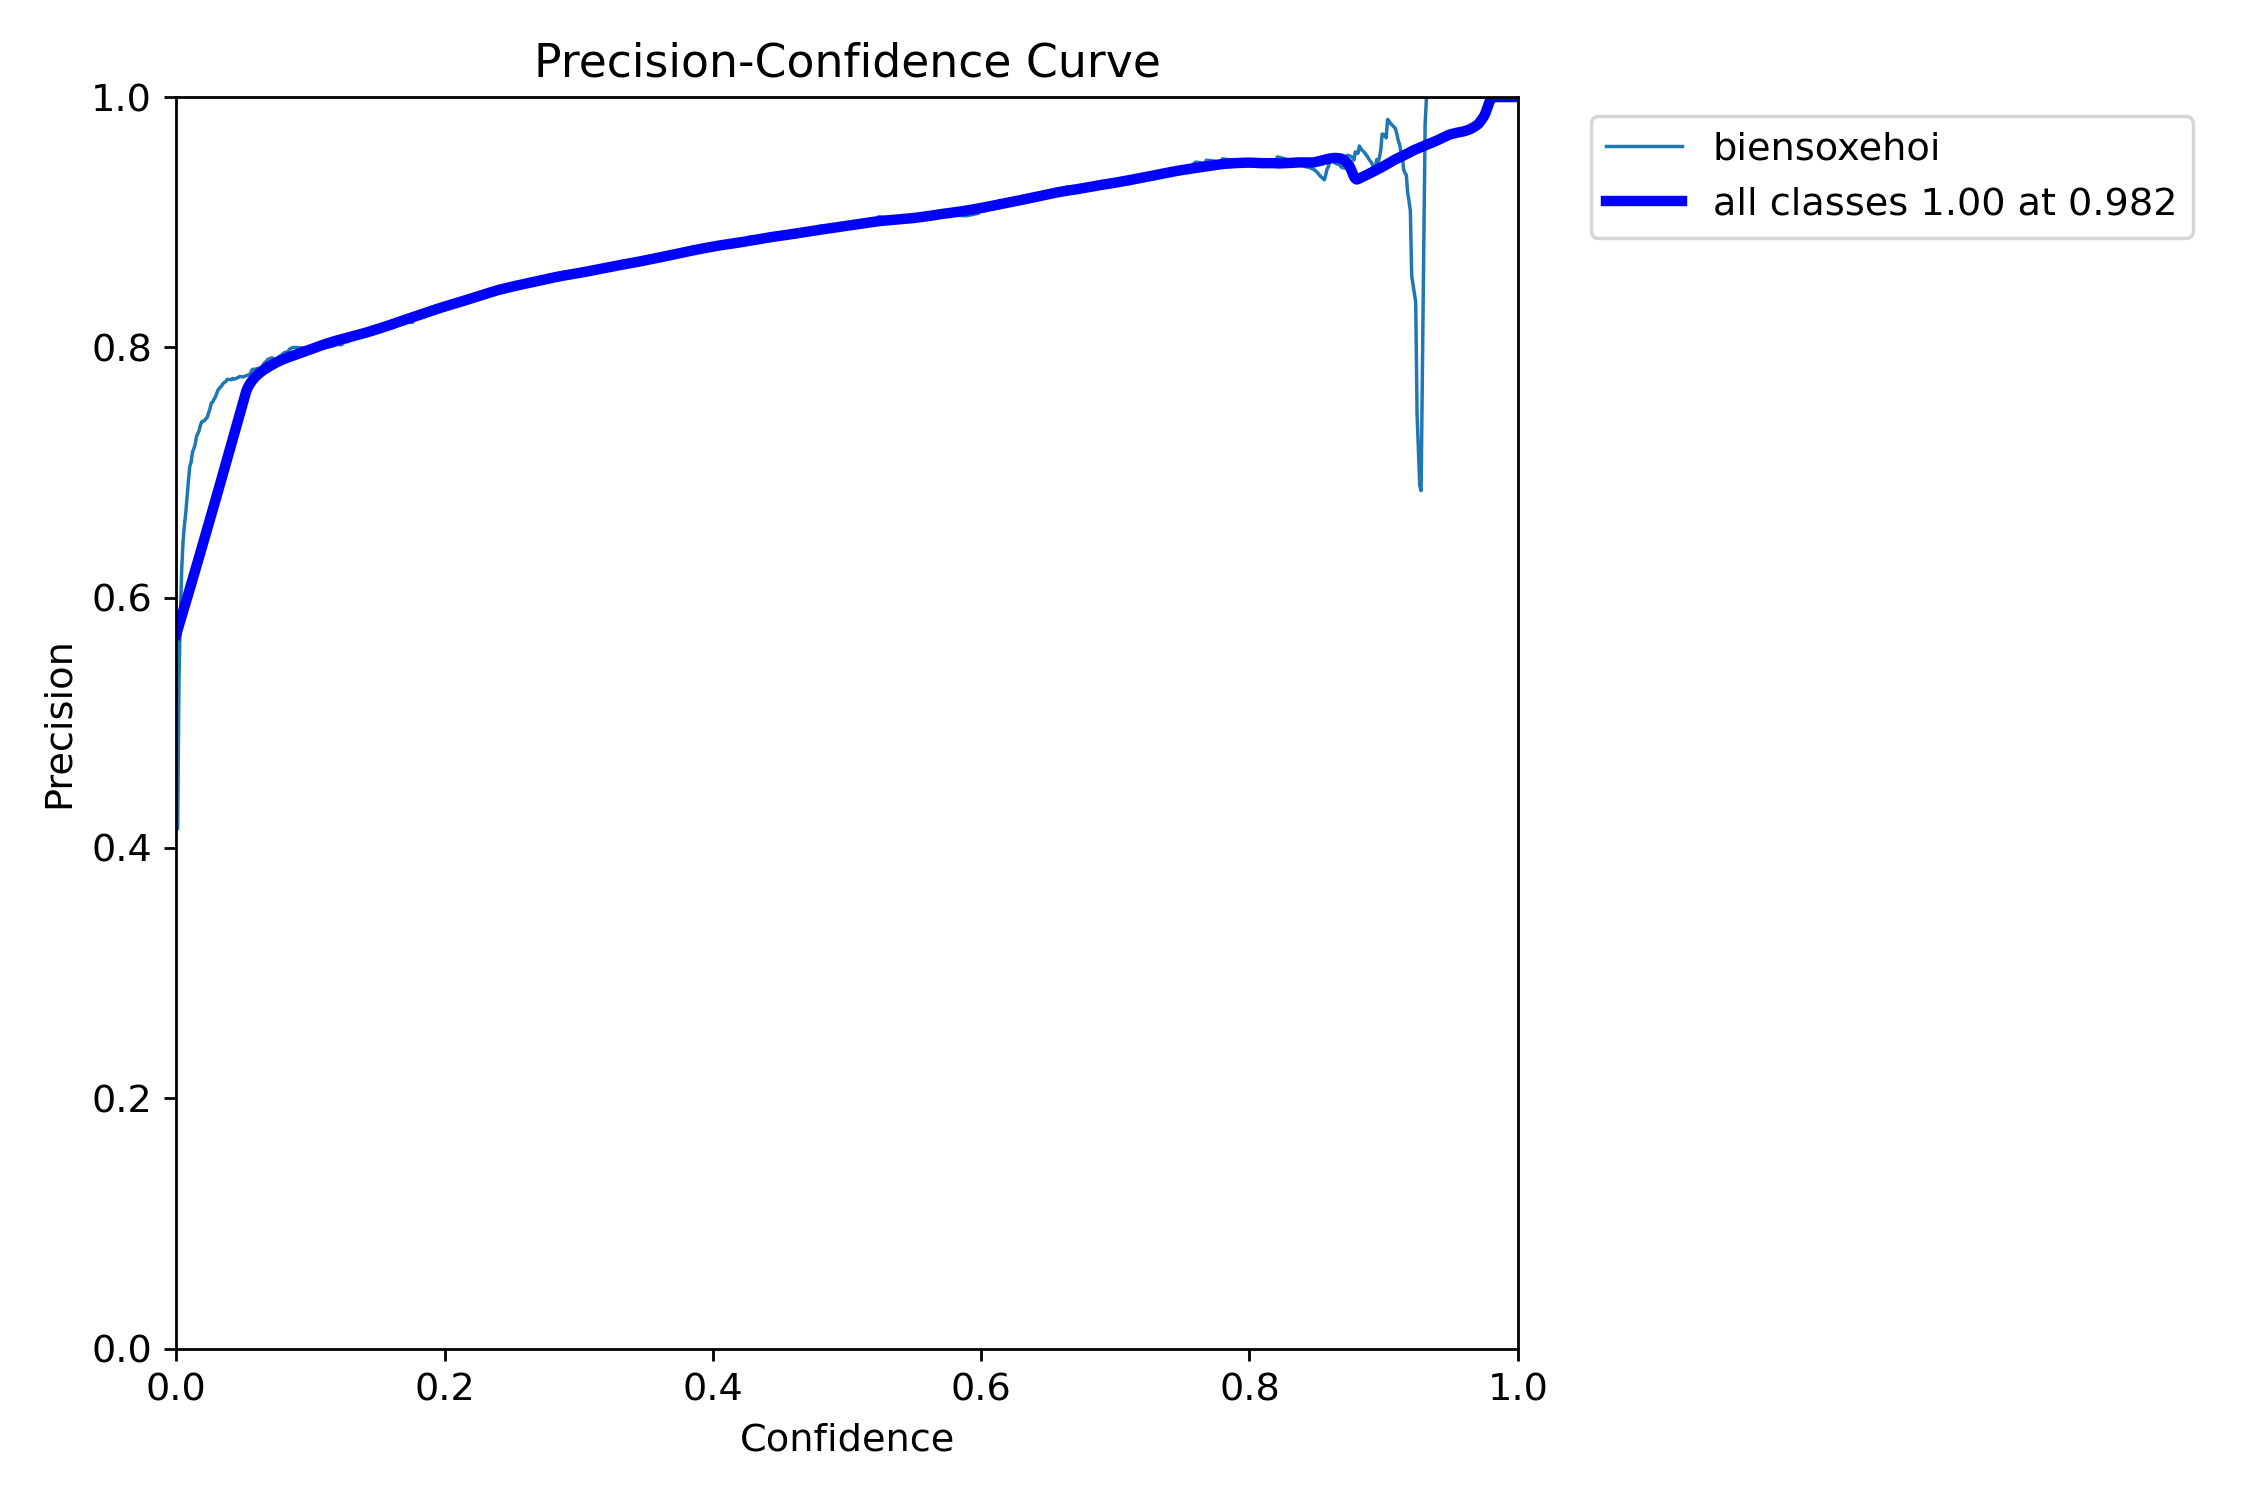 Precision-Confidence Curve
1.0
0.8
0.6
0.4
0.2
0.0
Precision
0.0 0.2 0.4 0.6 0.8 1.0
Confidence
biensoxehoi
all classes 1.00 at 0.982